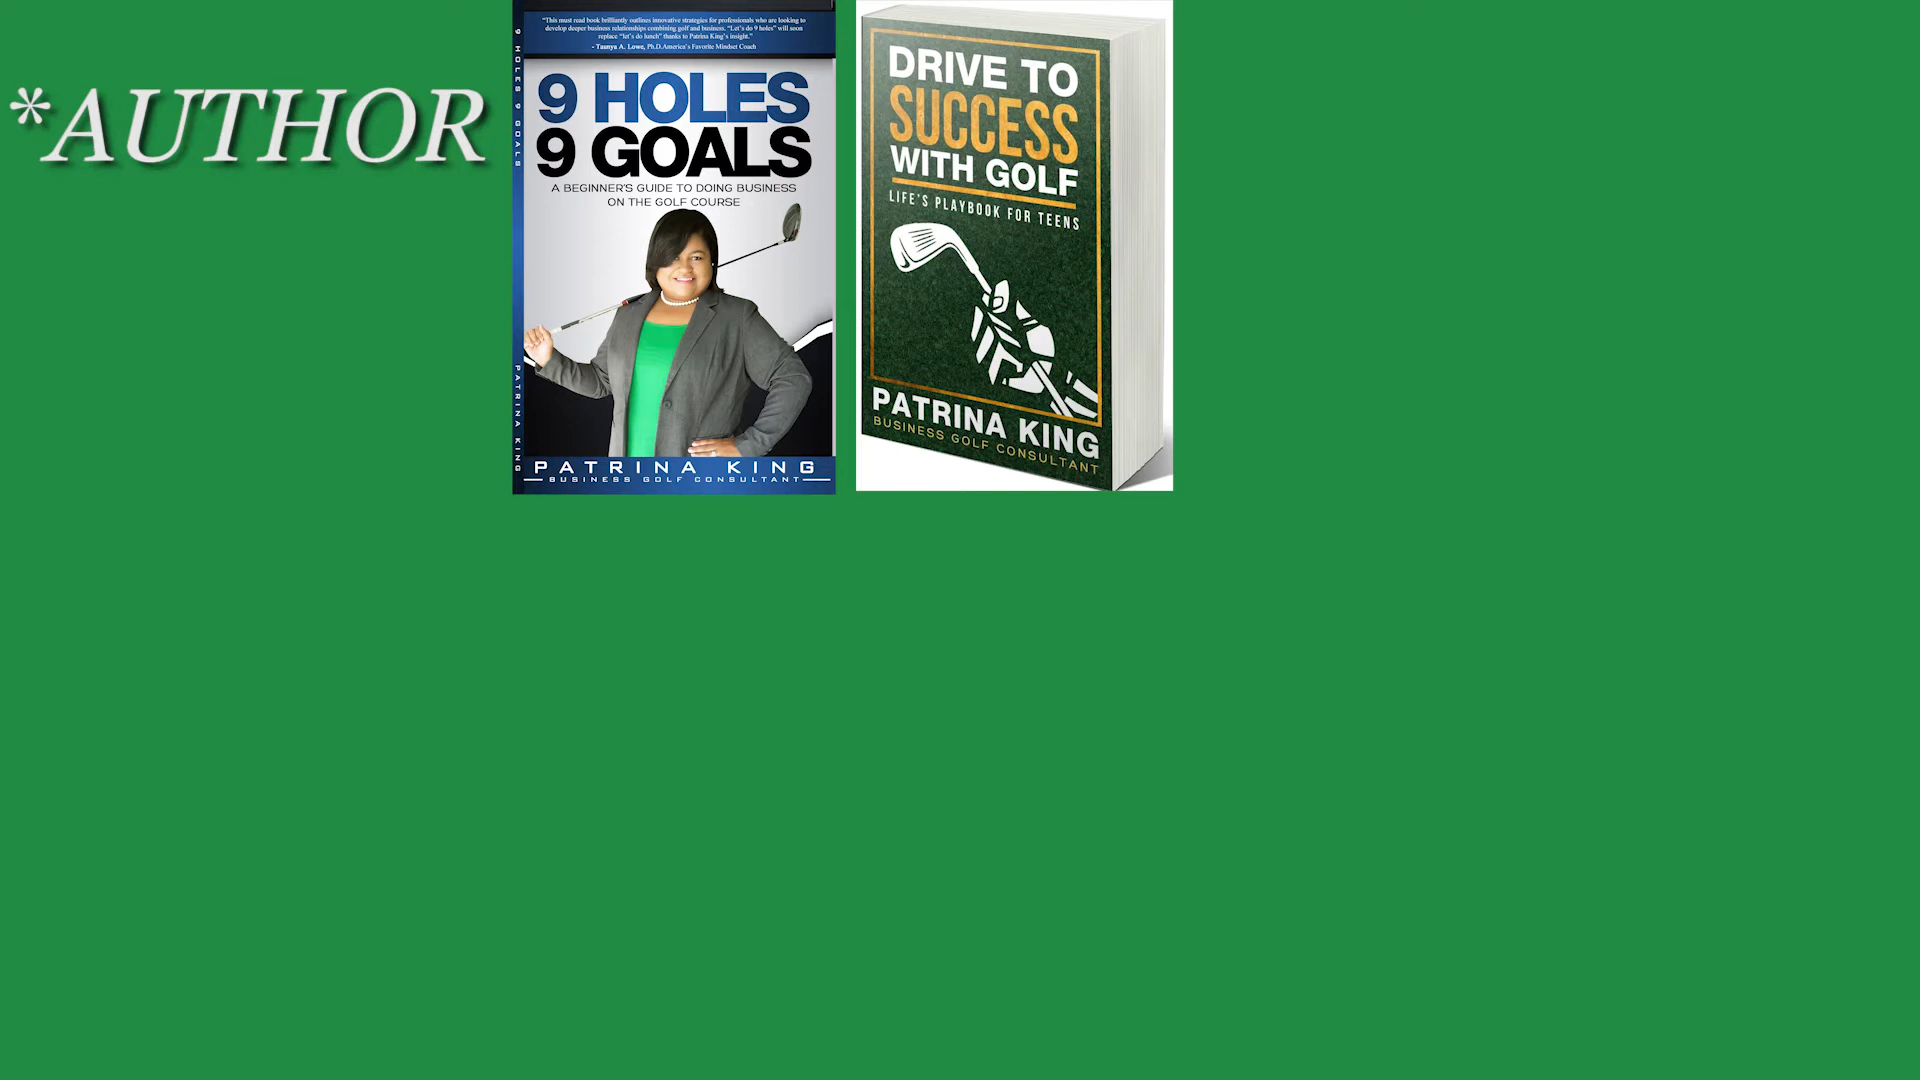 *AUTHOR
"This must read book brilliantly outlines innovative strategies for professionals who are looking to
develop deeper business relationships combining golf and business. "Let's do 9 holes" will soon
replace "let's do lunch" thanks to Patrina King's insight."
- Taunya A. Lowe, Ph.D.America's Favorite Mindset Coach
9 HOLES 9 GOALS
PATRINA KING
9 HOLES
9 GOALS
A BEGINNER'S GUIDE TO DOING BUSINESS
ON THE GOLF COURSE
PATRINA KING
BUSINESS GOLF CONSULTANT
DRIVE TO
SUCCESS
WITH GOLF
LIFE'S PLAYBOOK FOR TEENS
PATRINA KING
BUSINESS GOLF CONSULTANT